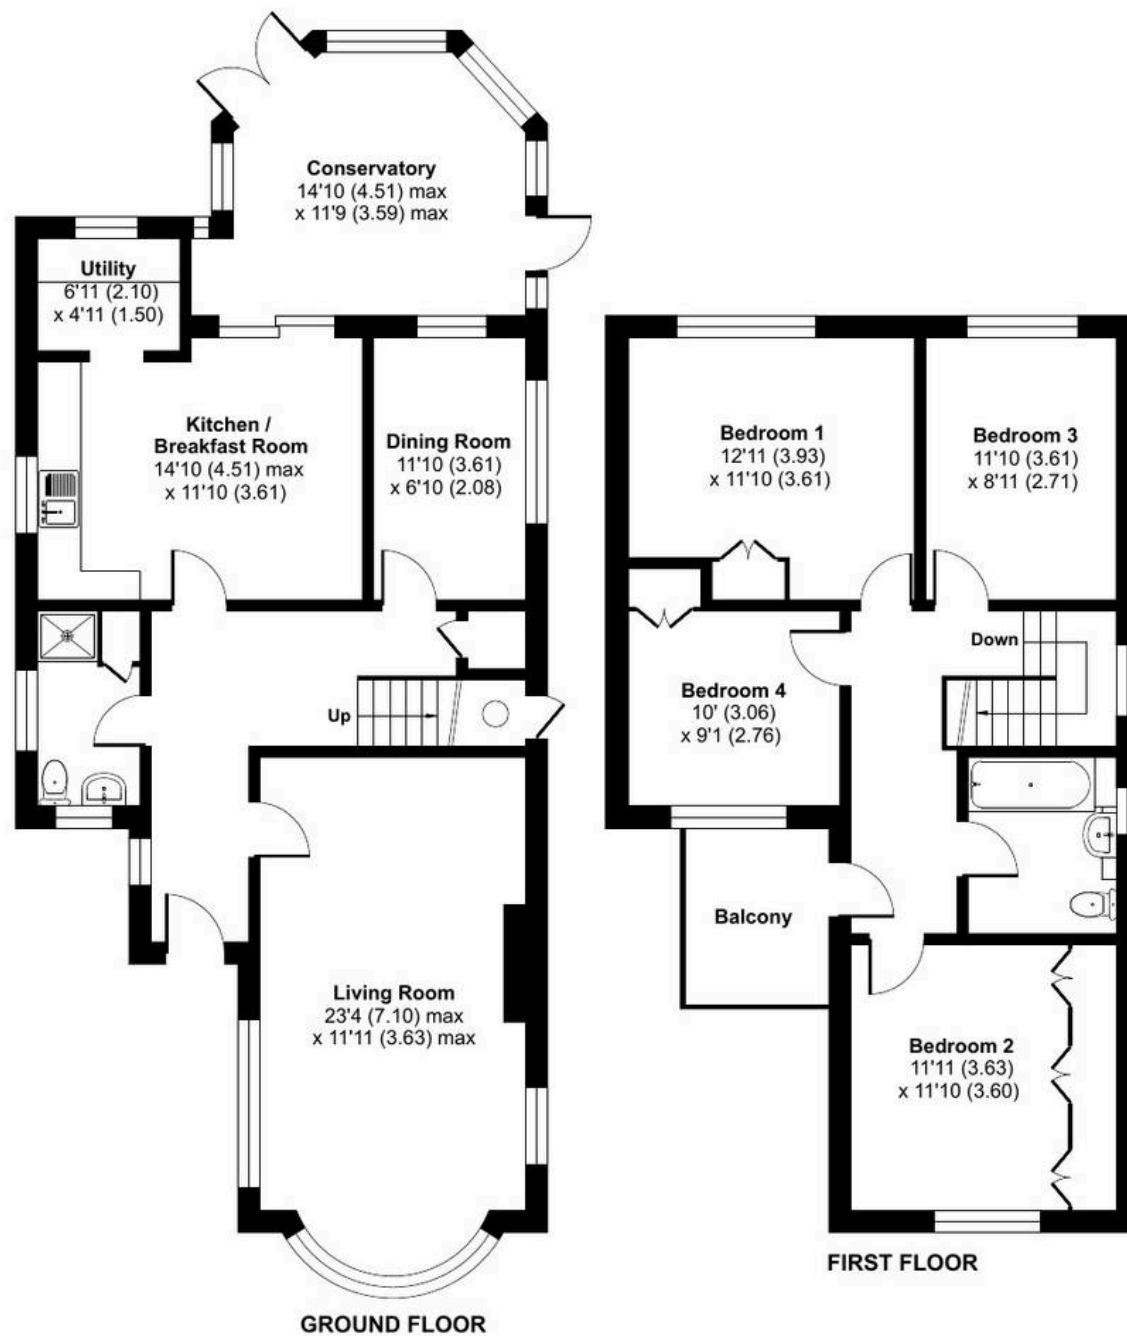 Conservatory
14'10 (4.51) max
x 11'9 (3.59) max
Utility
6'11 (2.10)
x 4'11 (1.50)
Kitchen /
Breakfast Room
14'10 (4.51) max
x 11'10 (3.61)
Dining Room
11'10 (3.61)
x 6'10 (2.08)
Up
Living Room
23'4 (7.10) max
x 11'11 (3.63) max
GROUND FLOOR
Bedroom 1
12'11 (3.93)
x 11'10 (3.61)
Bedroom 3
11'10 (3.61)
x 8'11 (2.71)
Down
Bedroom 4
10' (3.06)
x 9'1 (2.76)
Balcony
Bedroom 2
11'11 (3.63)
x 11'10 (3.60)
FIRST FLOOR